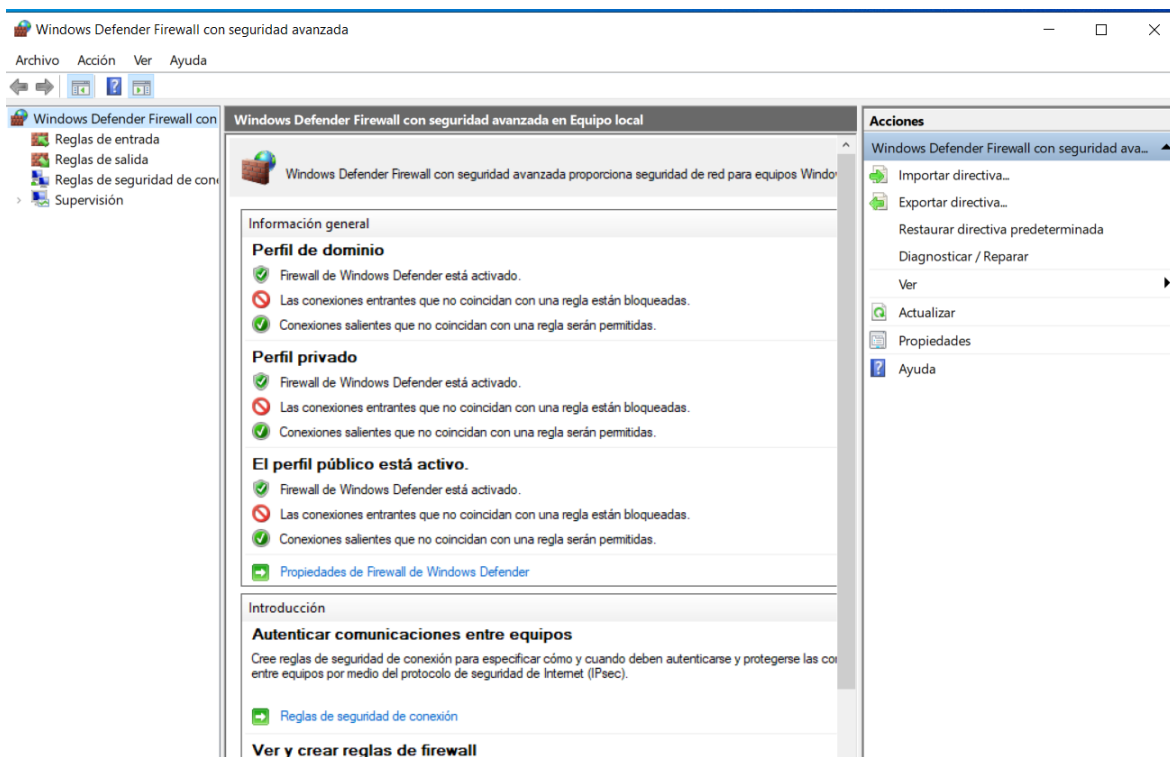 Windows Defender Firewall con seguridad avanzada
Archivo Acción Ver Ayuda
Windows Defender Firewall con
Reglas de entrada
Reglas de salida
Reglas de seguridad de con
Supervisión
Windows Defender Firewall con seguridad avanzada en Equipo local
Windows Defender Firewall con seguridad avanzada proporciona seguridad de red para equipos Window
Información general
Perfil de dominio
Firewall de Windows Defender está activado.
Las conexiones entrantes que no coincidan con una regla están bloqueadas.
Conexiones salientes que no coincidan con una regla serán permitidas.
Perfil privado
Firewall de Windows Defender está activado.
Las conexiones entrantes que no coincidan con una regla están bloqueadas.
Conexiones salientes que no coincidan con una regla serán permitidas.
El perfil público está activo.
Firewall de Windows Defender está activado.
Las conexiones entrantes que no coincidan con una regla están bloqueadas.
Conexiones salientes que no coincidan con una regla serán permitidas.
Propiedades de Firewall de Windows Defender
Introducción
Autenticar comunicaciones entre equipos
Cree reglas de seguridad de conexión para especificar cómo y cuando deben autenticarse y protegerse las co
entre equipos por medio del protocolo de seguridad de Internet (IPsec).
Reglas de seguridad de conexión
Ver y crear reglas de firewall
Acciones
Windows Defender Firewall con seguridad ava...
Importar directiva...
Exportar directiva...
Restaurar directiva predeterminada
Diagnosticar / Reparar
Ver
Actualizar
Propiedades
Ayuda